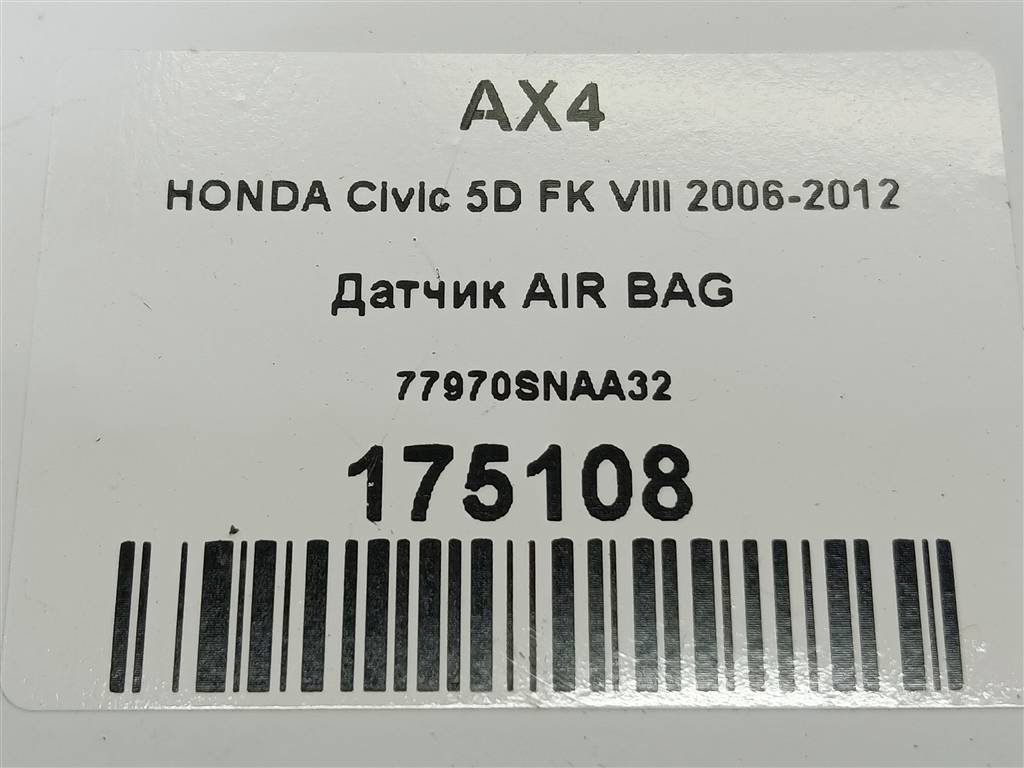 AX4
HONDA Civic 5D FK VIII 2006-2012
Датчик AIR BAG
77970SNAA32
175108